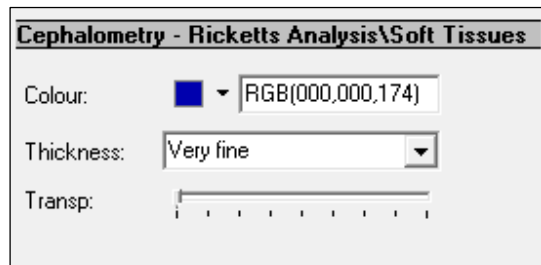 Cephalometry - Ricketts Analysis\Soft Tissues
Colour: RGB(000,000,174)
Thickness: Very fine
Transp: